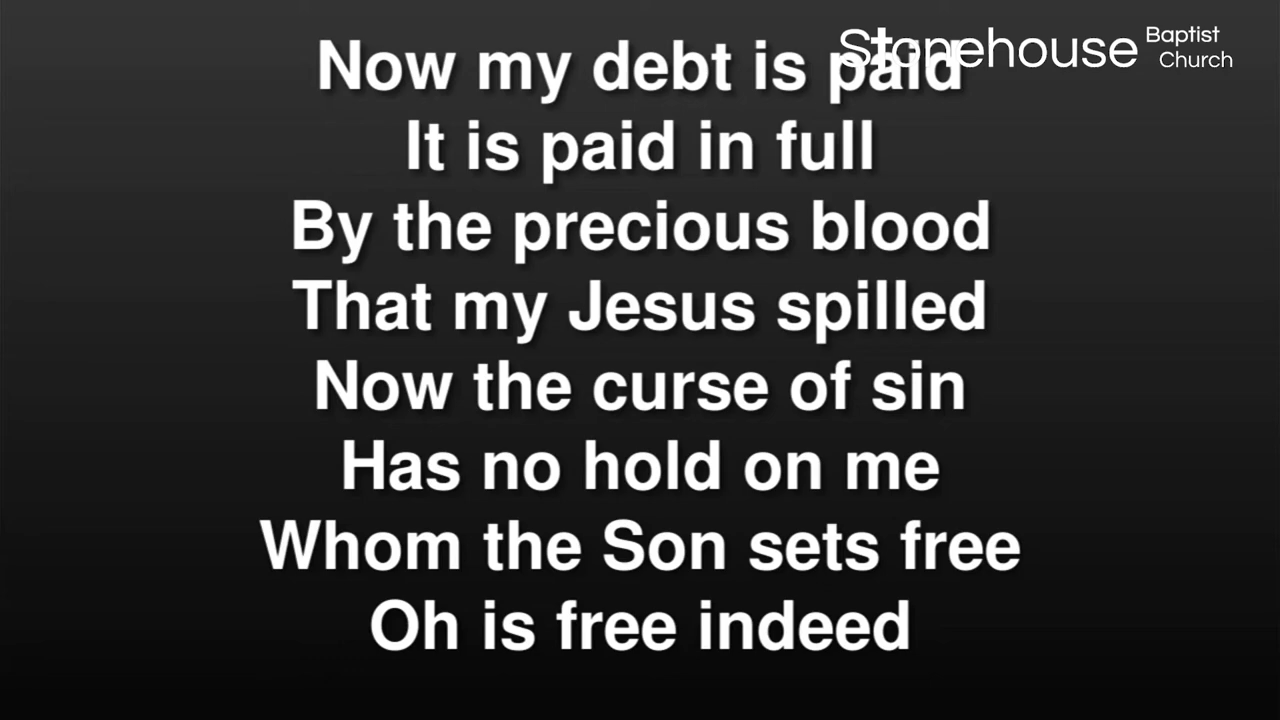 Now my debt is paid
Stonehouse Baptist Church
It is paid in full
By the precious blood
That my Jesus spilled
Now the curse of sin
Has no hold on me
Whom the Son sets free
Oh is free indeed